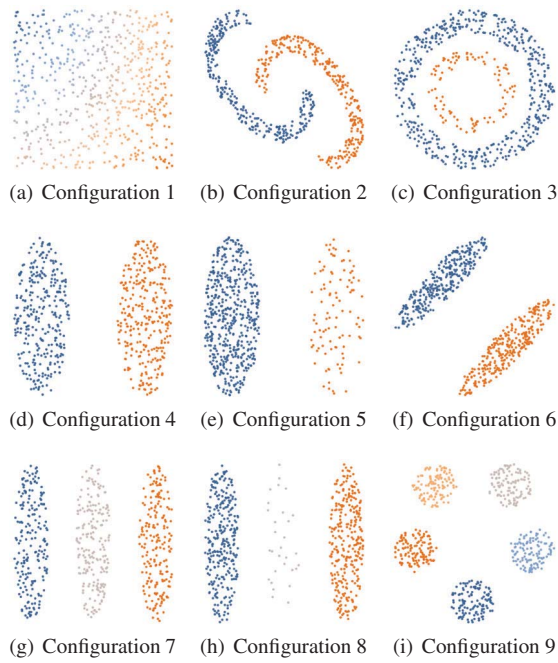 (a) Configuration 1 (b) Configuration 2 (c) Configuration 3
(d) Configuration 4 (e) Configuration 5 (f) Configuration 6
(g) Configuration 7 (h) Configuration 8 (i) Configuration 9